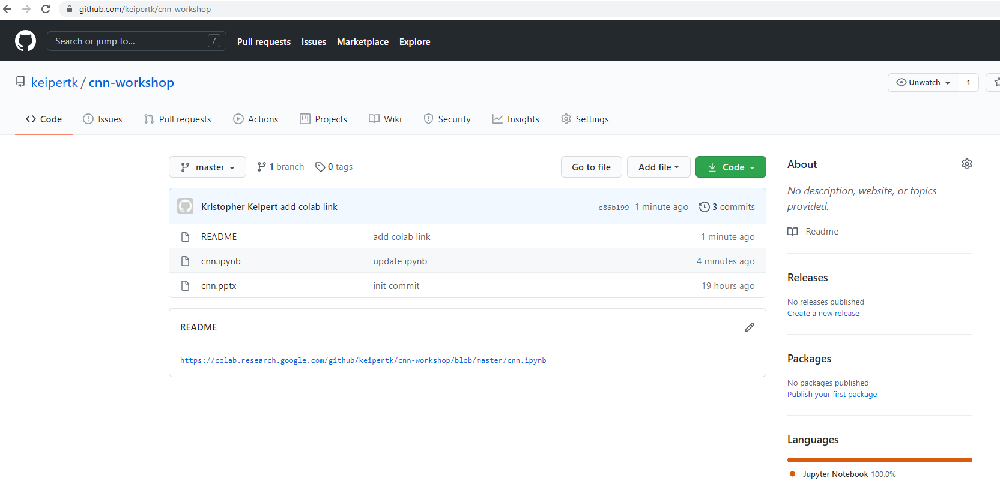 github.com/keipertk/cnn-workshop
Search or jump to... /
Pull requests Issues Marketplace Explore
keipertk / cnn-workshop
Unwatch 1
Code Issues Pull requests Actions Projects Wiki Security Insights Settings
master 1 branch 0 tags
Go to file Add file Code
Kristopher Keipert add colab link e86b199 1 minute ago 3 commits
README add colab link 1 minute ago
cnn.ipynb update ipynb 4 minutes ago
cnn.pptx init commit 19 hours ago
README
https://colab.research.google.com/github/keipertk/cnn-workshop/blob/master/cnn.ipynb
About
No description, website, or topics
provided.
Readme
Releases
No releases published
Create a new release
Packages
No packages published
Publish your first package
Languages
Jupyter Notebook 100.0%